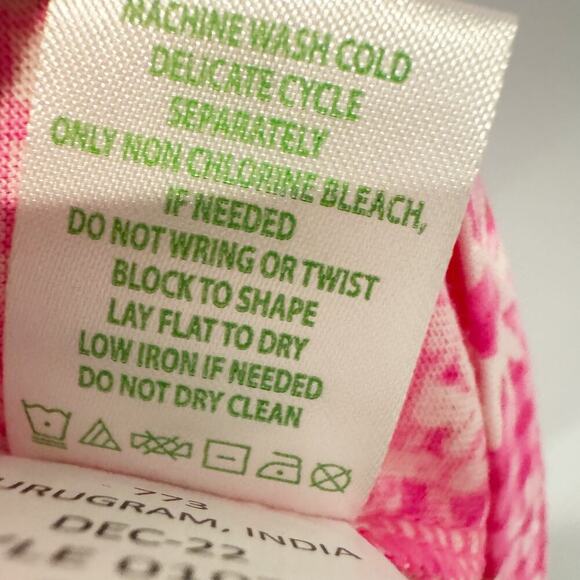 MACHINE WASH COLD
DELICATE CYCLE
SEPARATELY
ONLY NON CHLORINE BLEACH,
IF NEEDED
DO NOT WRING OR TWIST
BLOCK TO SHAPE
LAY FLAT TO DRY
LOW IRON IF NEEDED
DO NOT DRY CLEAN
773
URUGRAM, INDIA
DEC-22